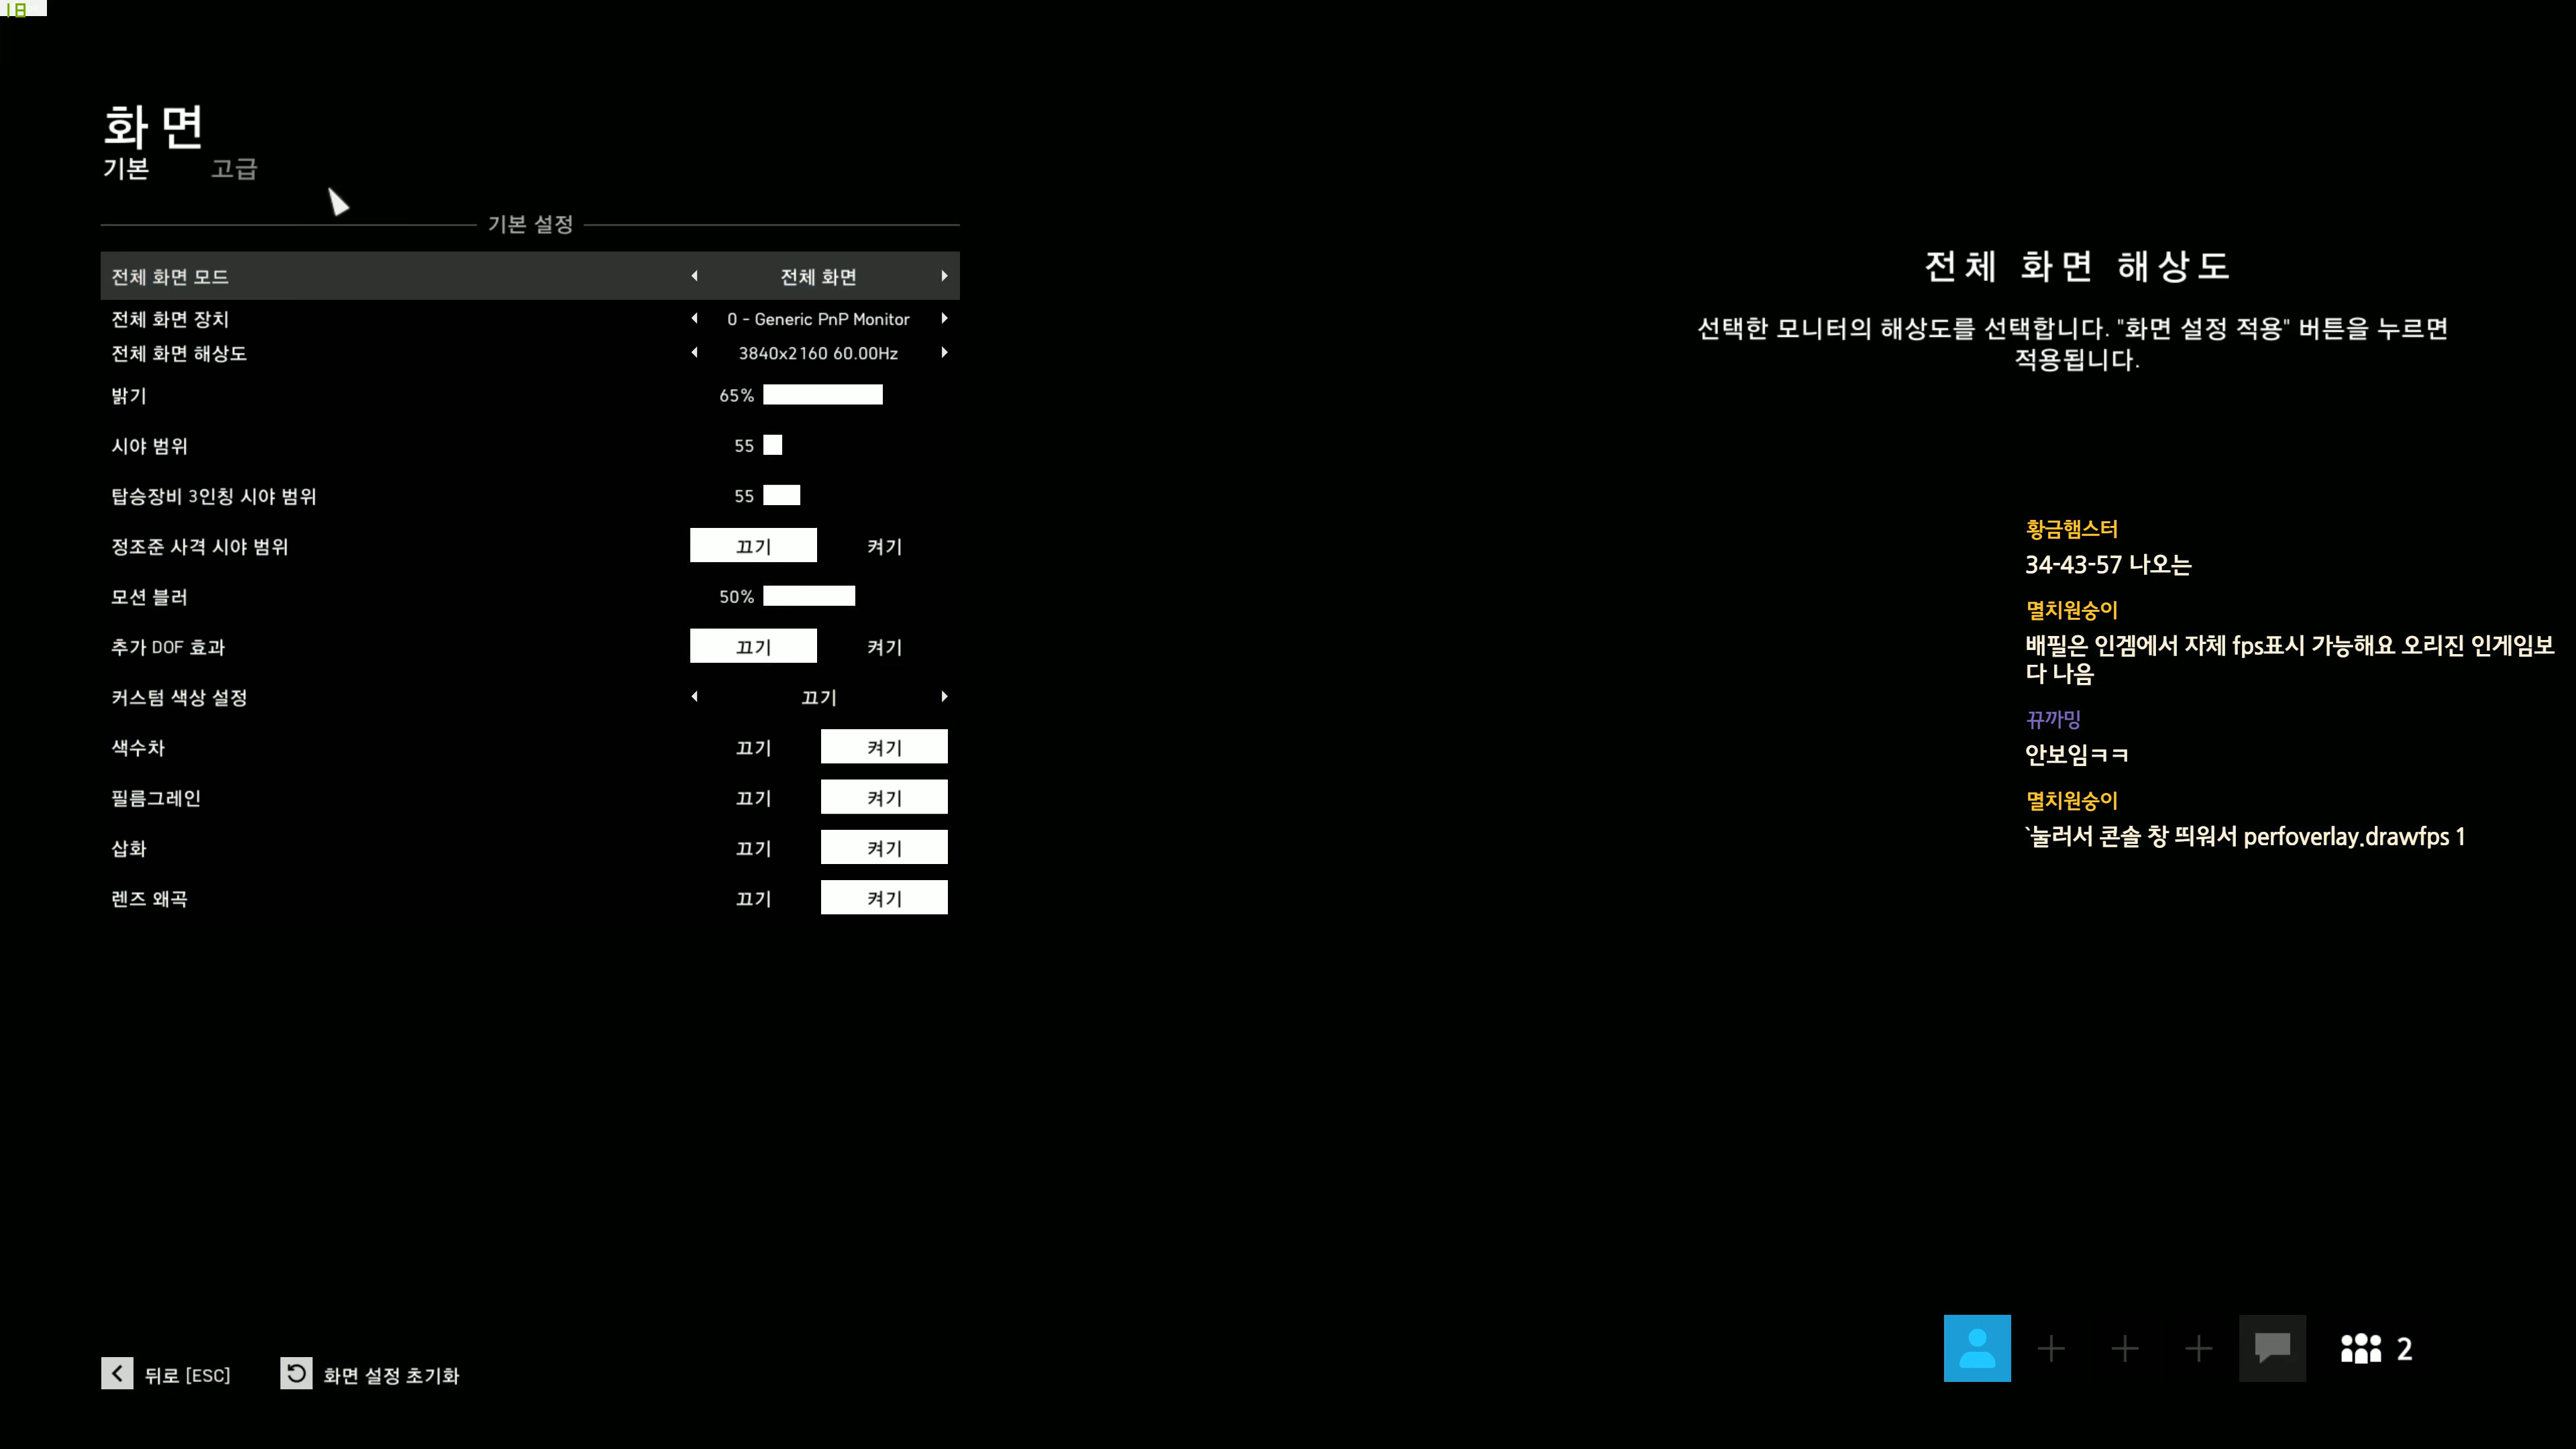 18
화면
기본 고급
기본 설정
전체 화면 모드 전체 화면
전체 화면 장치 0 - Generic PnP Monitor
전체 화면 해상도 3840x2160 60.00Hz
밝기 65%
시야 범위 55
탑승장비 3인칭 시야 범위 55
정조준 사격 시야 범위 끄기 켜기
모션 블러 50%
추가 DOF 효과 끄기 켜기
커스텀 색상 설정 끄기
색수차 끄기 켜기
필름그레인 끄기 켜기
삽화 끄기 켜기
렌즈 왜곡 끄기 켜기
전체 화면 해상도
선택한 모니터의 해상도를 선택합니다. "화면 설정 적용" 버튼을 누르면
적용됩니다.
황금햄스터
34-43-57 나오는
멸치원숭이
배필은 인겜에서 자체 fps표시 가능해요 오리진 인게임보
다 나음
뀨까밍
안보임ㅋㅋ
멸치원숭이
`눌러서 콘솔 창 띄워서 perfoverlay.drawfps 1
뒤로 [ESC] 화면 설정 초기화
2